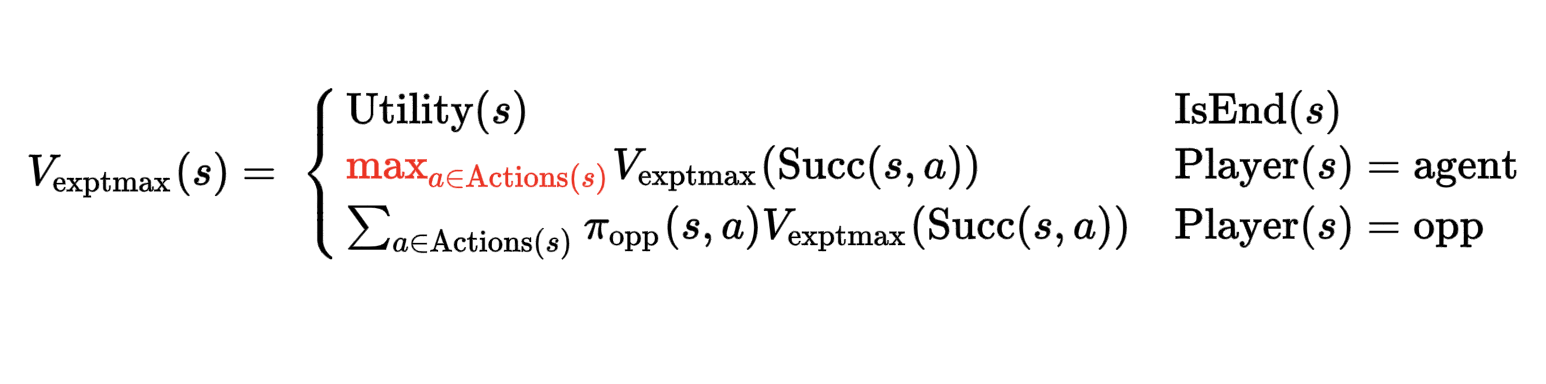 Utility(s) IsEnd(s)
V_exptmax(s) = { max_{a∈Actions(s)} V_exptmax(Succ(s, a)) Player(s) = agent
∑_{a∈Actions(s)} π_opp(s, a)V_exptmax(Succ(s, a)) Player(s) = opp